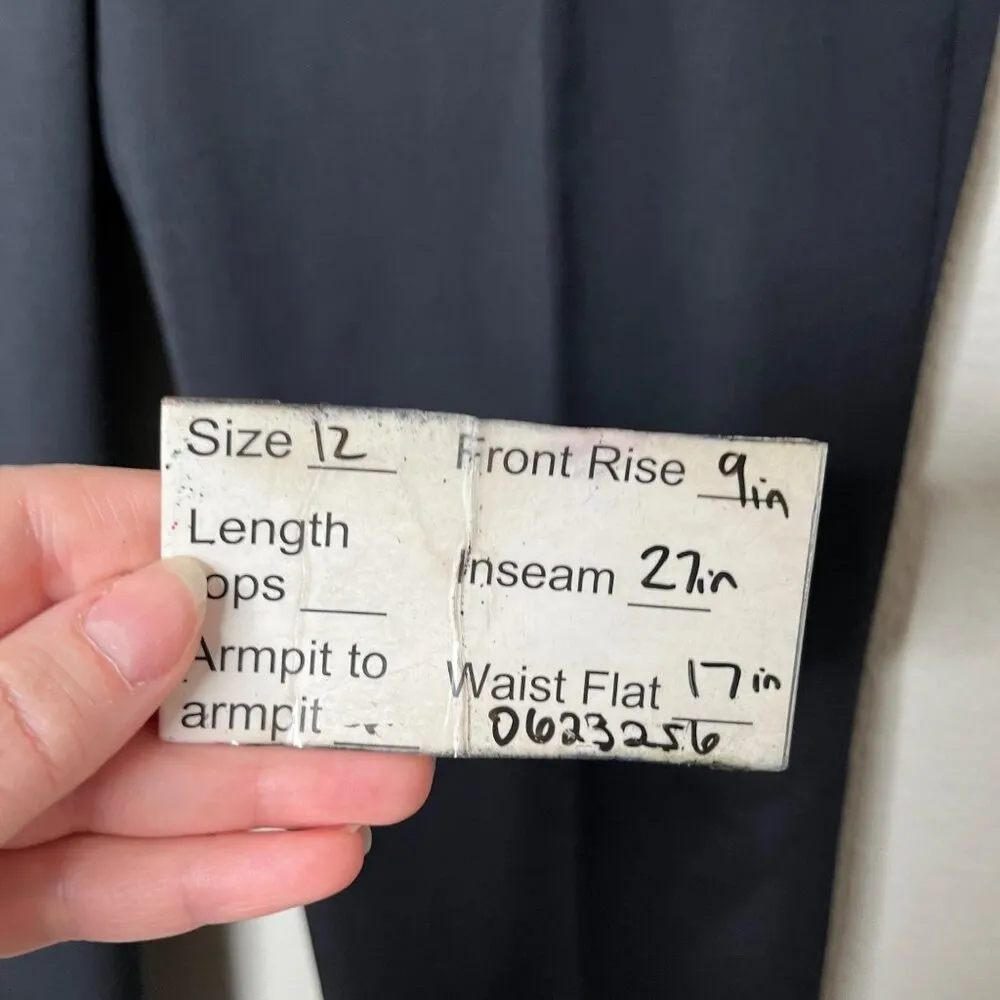 Size 12
Length
ops
Armpit to
armpit
Front Rise 9in
Inseam 27in
Waist Flat 17in
0623256